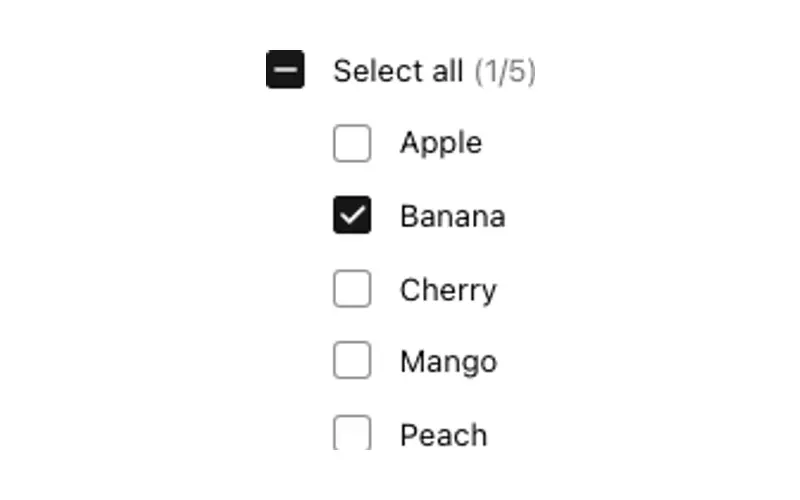 Select all (1/5)
Apple
Banana
Cherry
Mango
Peach